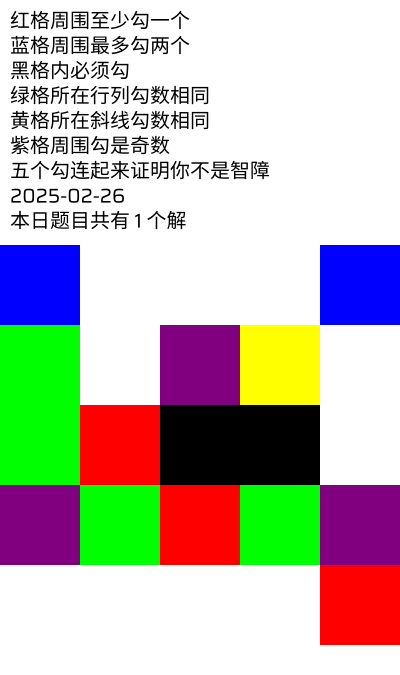 红格周围至少勾一个
蓝格周围最多勾两个
黑格内必须勾
绿格所在行列勾数相同
黄格所在斜线勾数相同
紫格周围勾是奇数
五个勾连起来证明你不是智障
2025-02-26
本日题目共有1个解